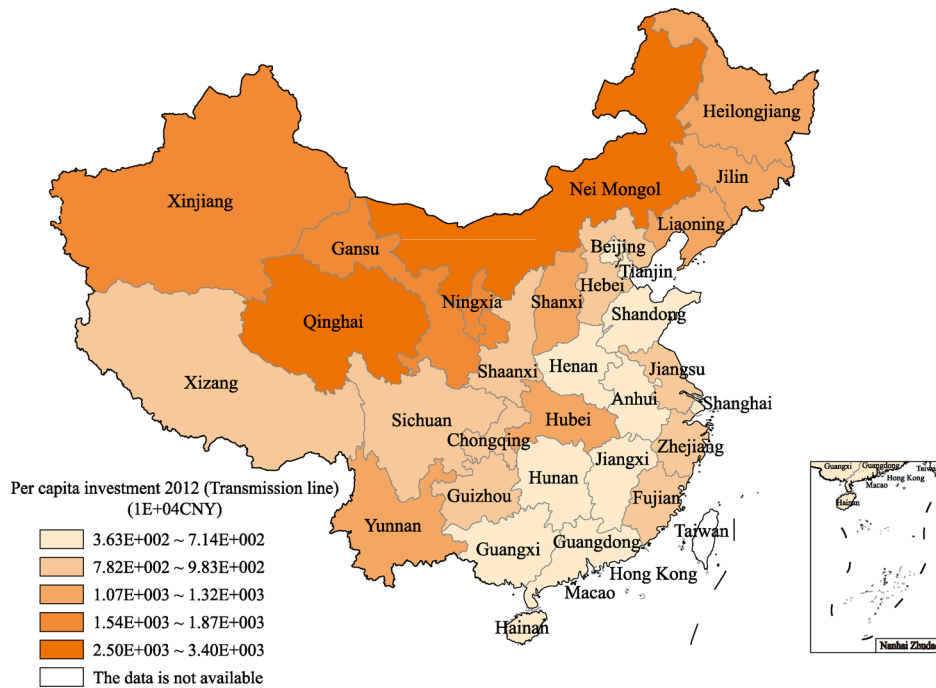 Heilongjiang
Jilin
Nei Mongol
Xinjiang
Liaoning
Gansu
Beijing
Tianjin
Hebei
Ningxia
Shanxi
Qinghai
Shandong
Henan
Shaanxi
Jiangsu
Xizang
Anhui
Shanghai
Sichuan
Hubei
Chongqing
Zhejiang
Jiangxi
Hunan
Guizhou
Fujian
Yunnan
Taiwan
Guangxi
Guangdong
Hong Kong
Macao
Hainan
Per capita investment 2012 (Transmission line)
(1E+04CNY)
3.63E+002 ~ 7.14E+002
7.82E+002 ~ 9.83E+002
1.07E+003 ~ 1.32E+003
1.54E+003 ~ 1.87E+003
2.50E+003 ~ 3.40E+003
The data is not available
Guangxi
Guangdong
Taiw
Hong Kong
Macao
Hainan
Nanhai Zhudao